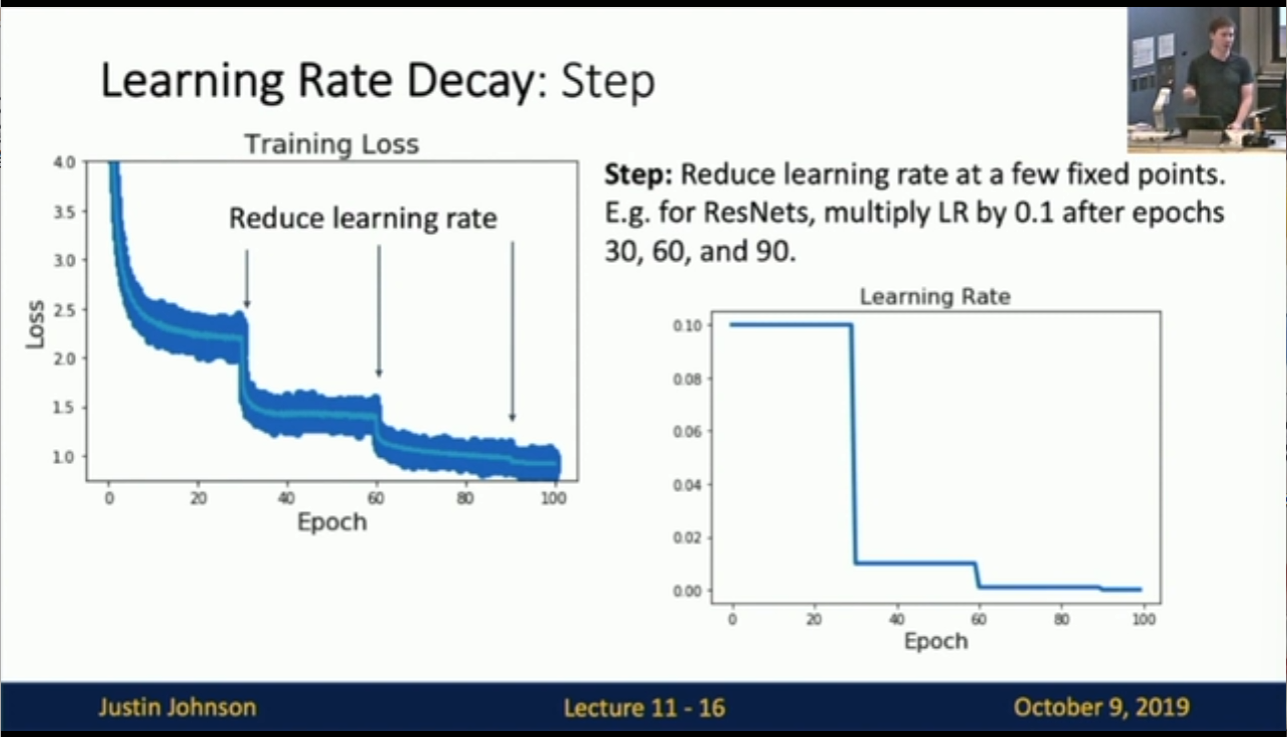 Learning Rate Decay: Step
Training Loss
4.0
3.5
3.0
2.5
2.0
1.5
1.0
Loss
Reduce learning rate
0 20 40 60 80 100
Epoch
Step: Reduce learning rate at a few fixed points.
E.g. for ResNets, multiply LR by 0.1 after epochs
30, 60, and 90.
Learning Rate
0.10
0.08
0.06
0.04
0.02
0.00
0 20 40 60 80 100
Epoch
Justin Johnson
Lecture 11 - 16
October 9, 2019